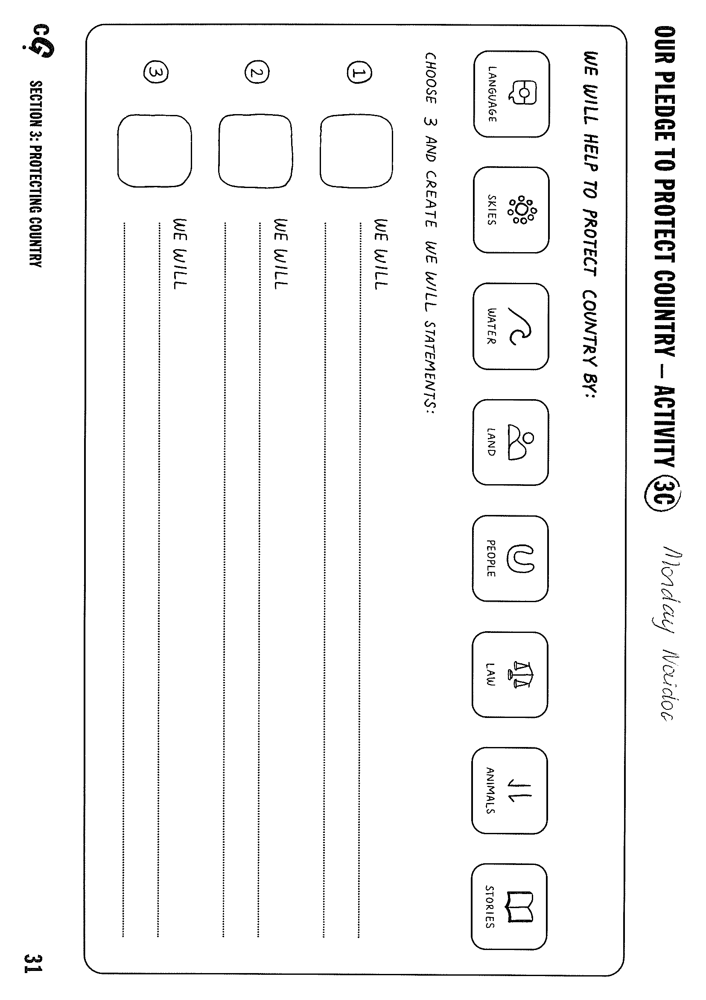 OUR PLEDGE TO PROTECT COUNTRY – ACTIVITY 3C Monday Naidoc
WE WILL HELP TO PROTECT COUNTRY BY:
LANGUAGE SKIES WATER LAND PEOPLE LAW ANIMALS STORIES
CHOOSE 3 AND CREATE WE WILL STATEMENTS:
1 WE WILL
2 WE WILL
3 WE WILL
CG SECTION 3: PROTECTING COUNTRY 31